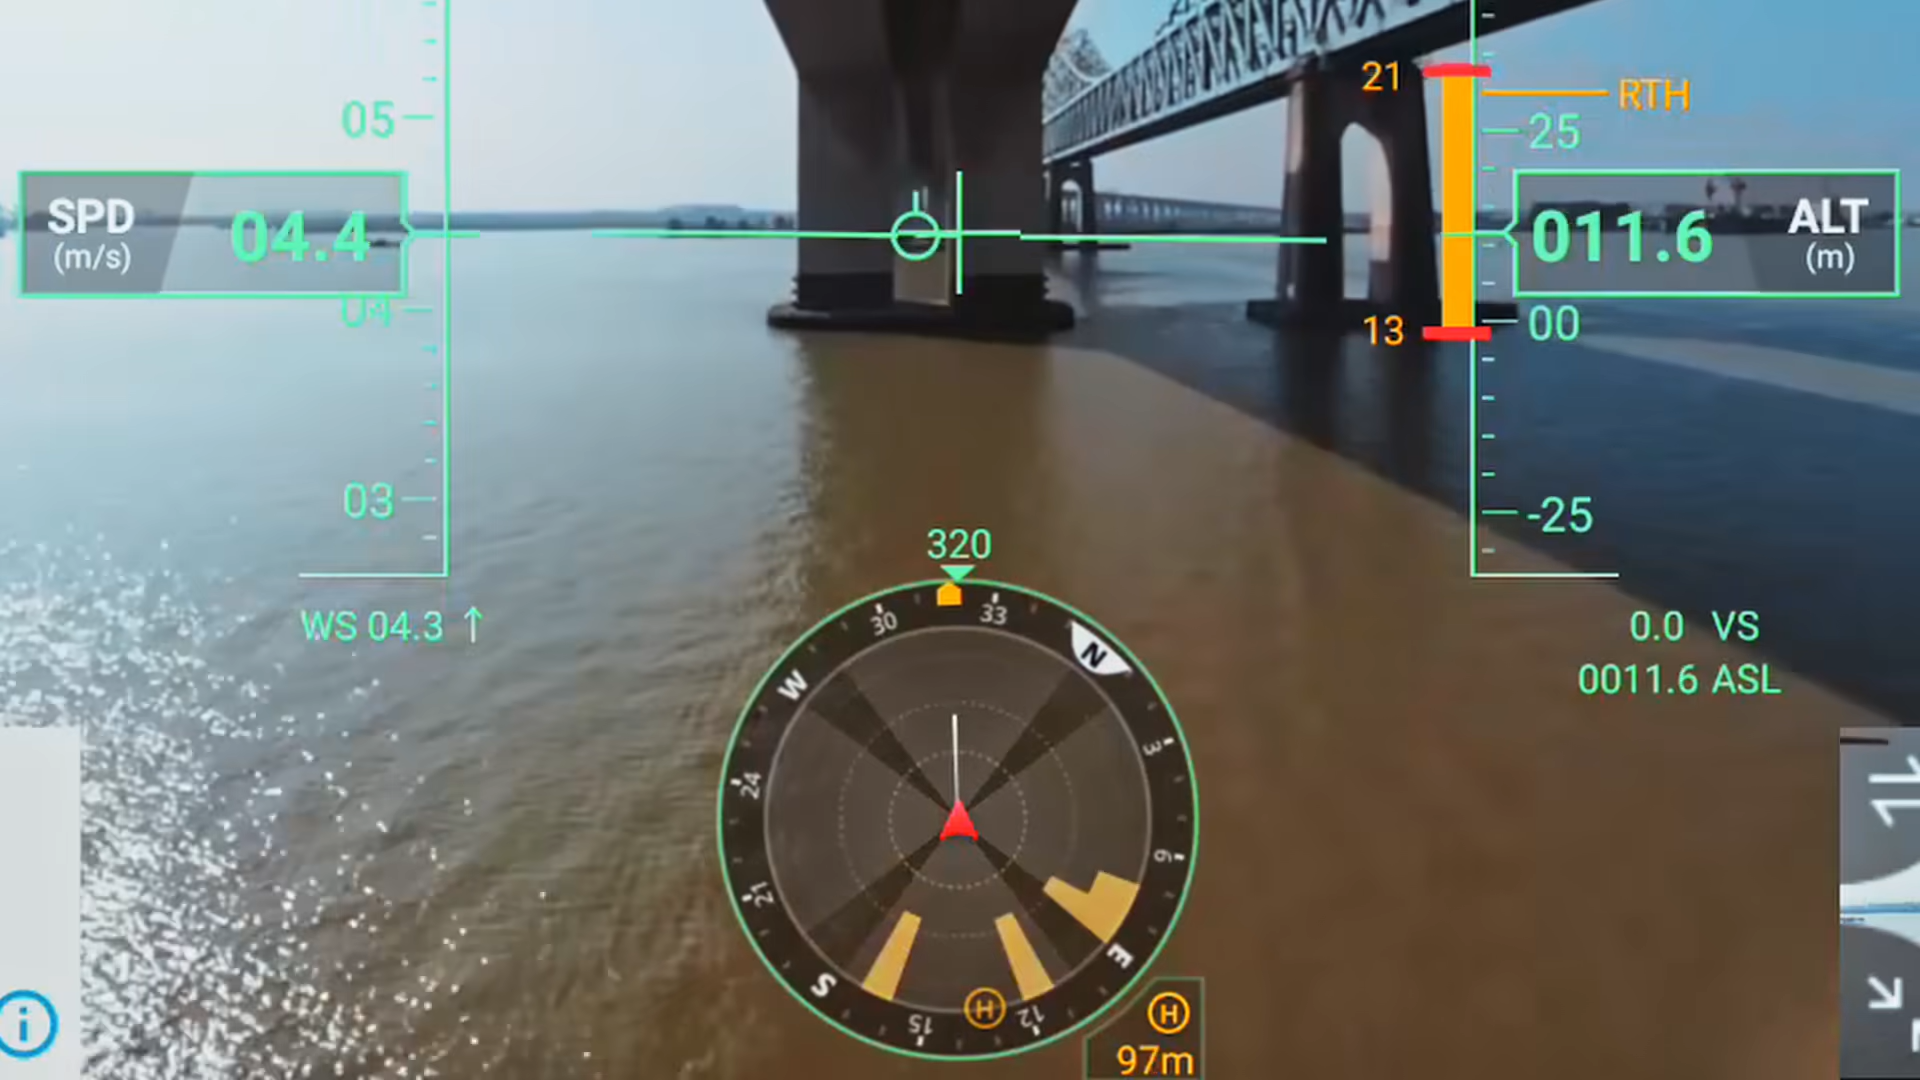 05
SPD
(m/s)
04.4
04
03
WS 04.3 ↑
21
RTH
25
011.6
ALT
(m)
13
00
-25
0.0 VS
0011.6 ASL
320
30
33
N
W
3
24
6
21
E
S
H
15
12
H
97m
i